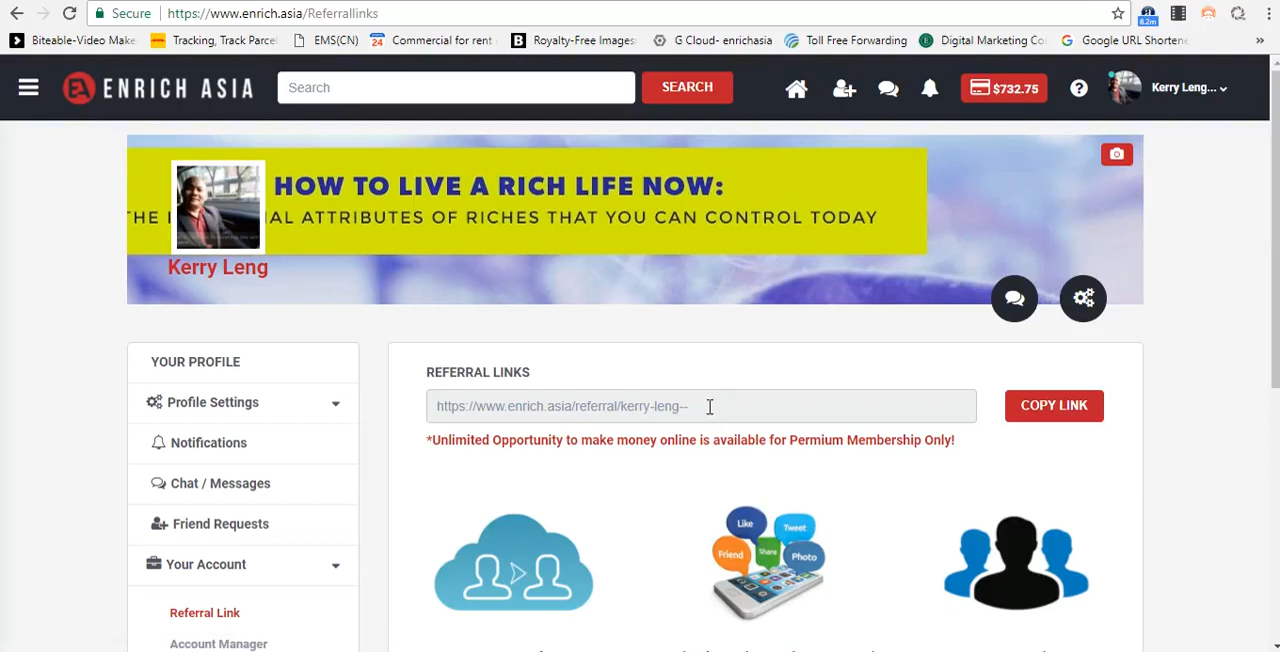 Secure https://www.enrich.asia/Referrallinks
8.2m
Biteable-Video Make Tracking, Track Parcel EMS(CN) 24 Commercial for rent B Royalty-Free Images G Cloud- enrichasia Toll Free Forwarding Digital Marketing Co G Google URL Shortene »
EA ENRICH ASIA Search SEARCH $732.75 ? Kerry Leng...
HOW TO LIVE A RICH LIFE NOW:
THE AL ATTRIBUTES OF RICHES THAT YOU CAN CONTROL TODAY
Kerry Leng
YOUR PROFILE
Profile Settings
Notifications
Chat / Messages
Friend Requests
Your Account
Referral Link
Account Manager
REFERRAL LINKS
https://www.enrich.asia/referral/kerry-leng--
COPY LINK
*Unlimited Opportunity to make money online is available for Permium Membership Only!
Like
Tweet
Friend
Share
Photo